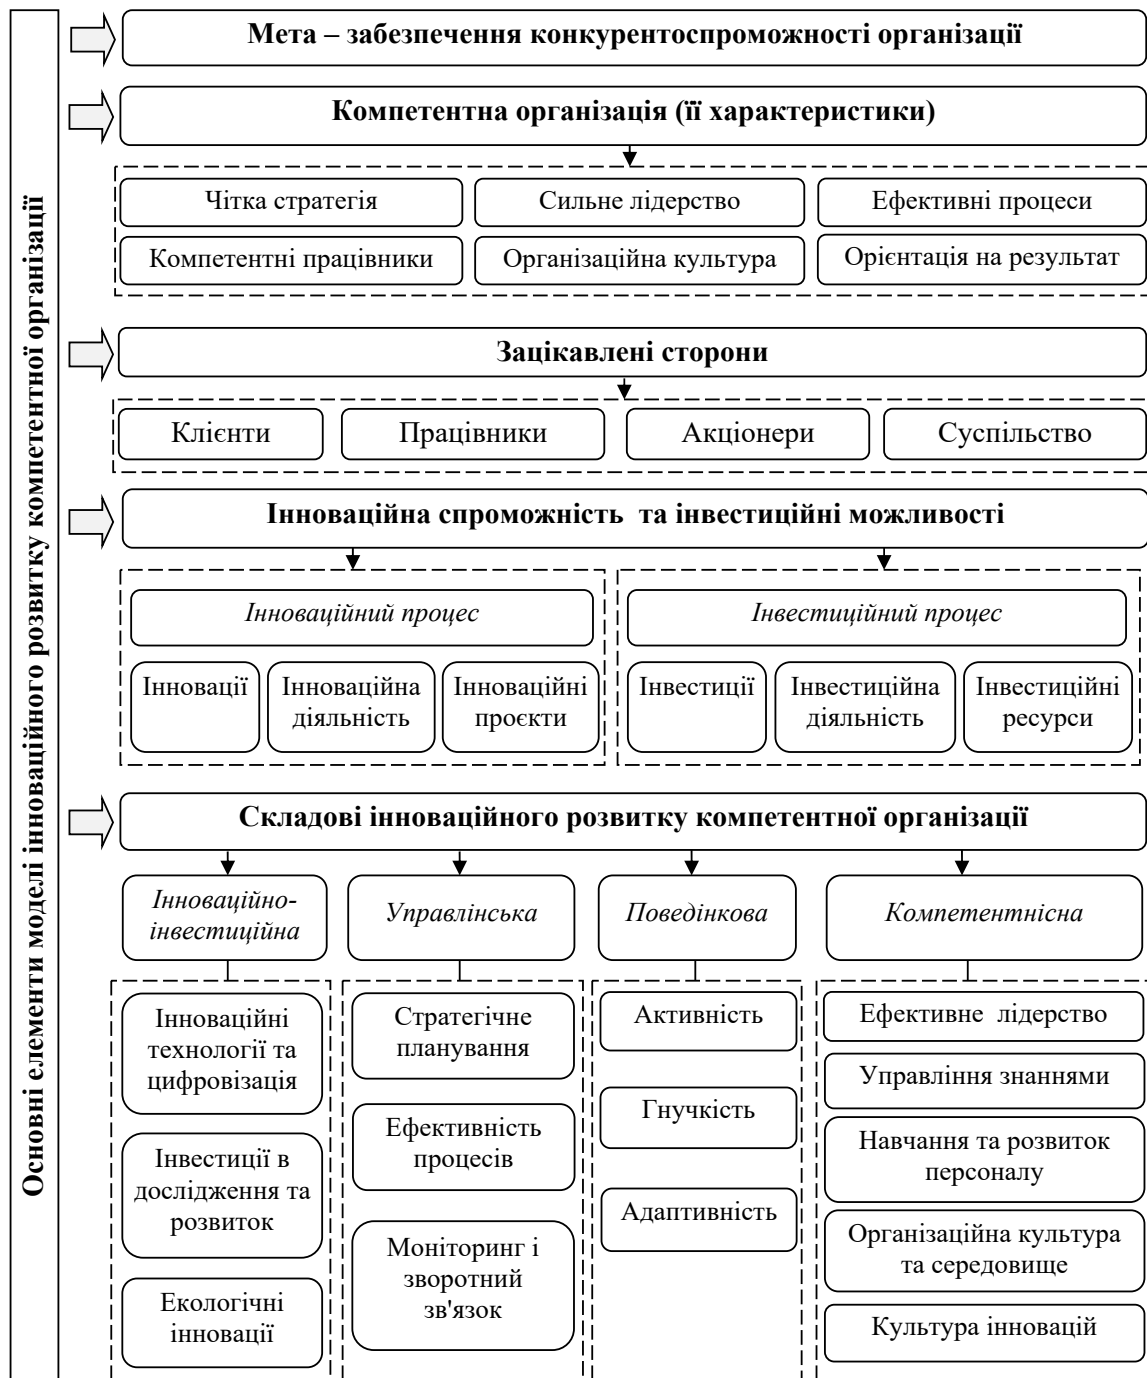 Основні елементи моделі інноваційного розвитку компетентної організації
Мета – забезпечення конкурентоспроможності організації
Компетентна організація (її характеристики)
Чітка стратегія
Сильне лідерство
Ефективні процеси
Компетентні працівники
Організаційна культура
Орієнтація на результат
Зацікавлені сторони
Клієнти
Працівники
Акціонери
Суспільство
Інноваційна спроможність та інвестиційні можливості
Інноваційний процес
Інвестиційний процес
Інновації
Інноваційна
діяльність
Інноваційні
проєкти
Інвестиції
Інвестиційна
діяльність
Інвестиційні
ресурси
Складові інноваційного розвитку компетентної організації
Інноваційно-
інвестиційна
Управлінська
Поведінкова
Компетентнісна
Інноваційні
технології та
цифровізація
Інвестиції в
дослідження та
розвиток
Екологічні
інновації
Стратегічне
планування
Ефективність
процесів
Моніторинг і
зворотний
зв'язок
Активність
Гнучкість
Адаптивність
Ефективне лідерство
Управління знаннями
Навчання та розвиток
персоналу
Організаційна культура
та середовище
Культура інновацій